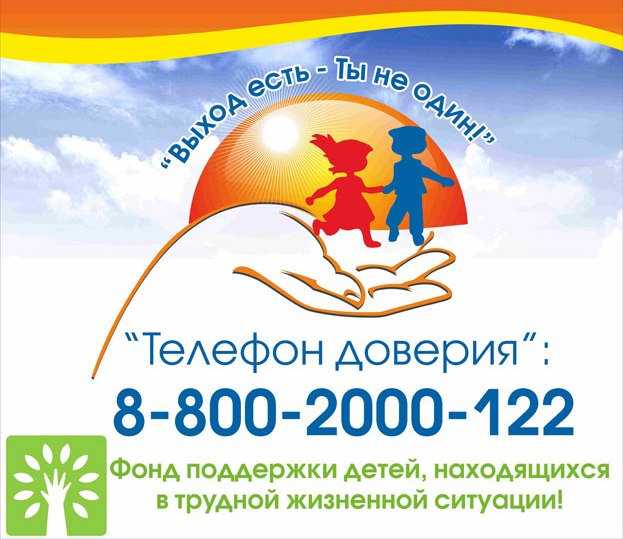 “Выход есть - Ты не один!”
“Телефон доверия”:
8-800-2000-122
Фонд поддержки детей, находящихся
в трудной жизненной ситуации!